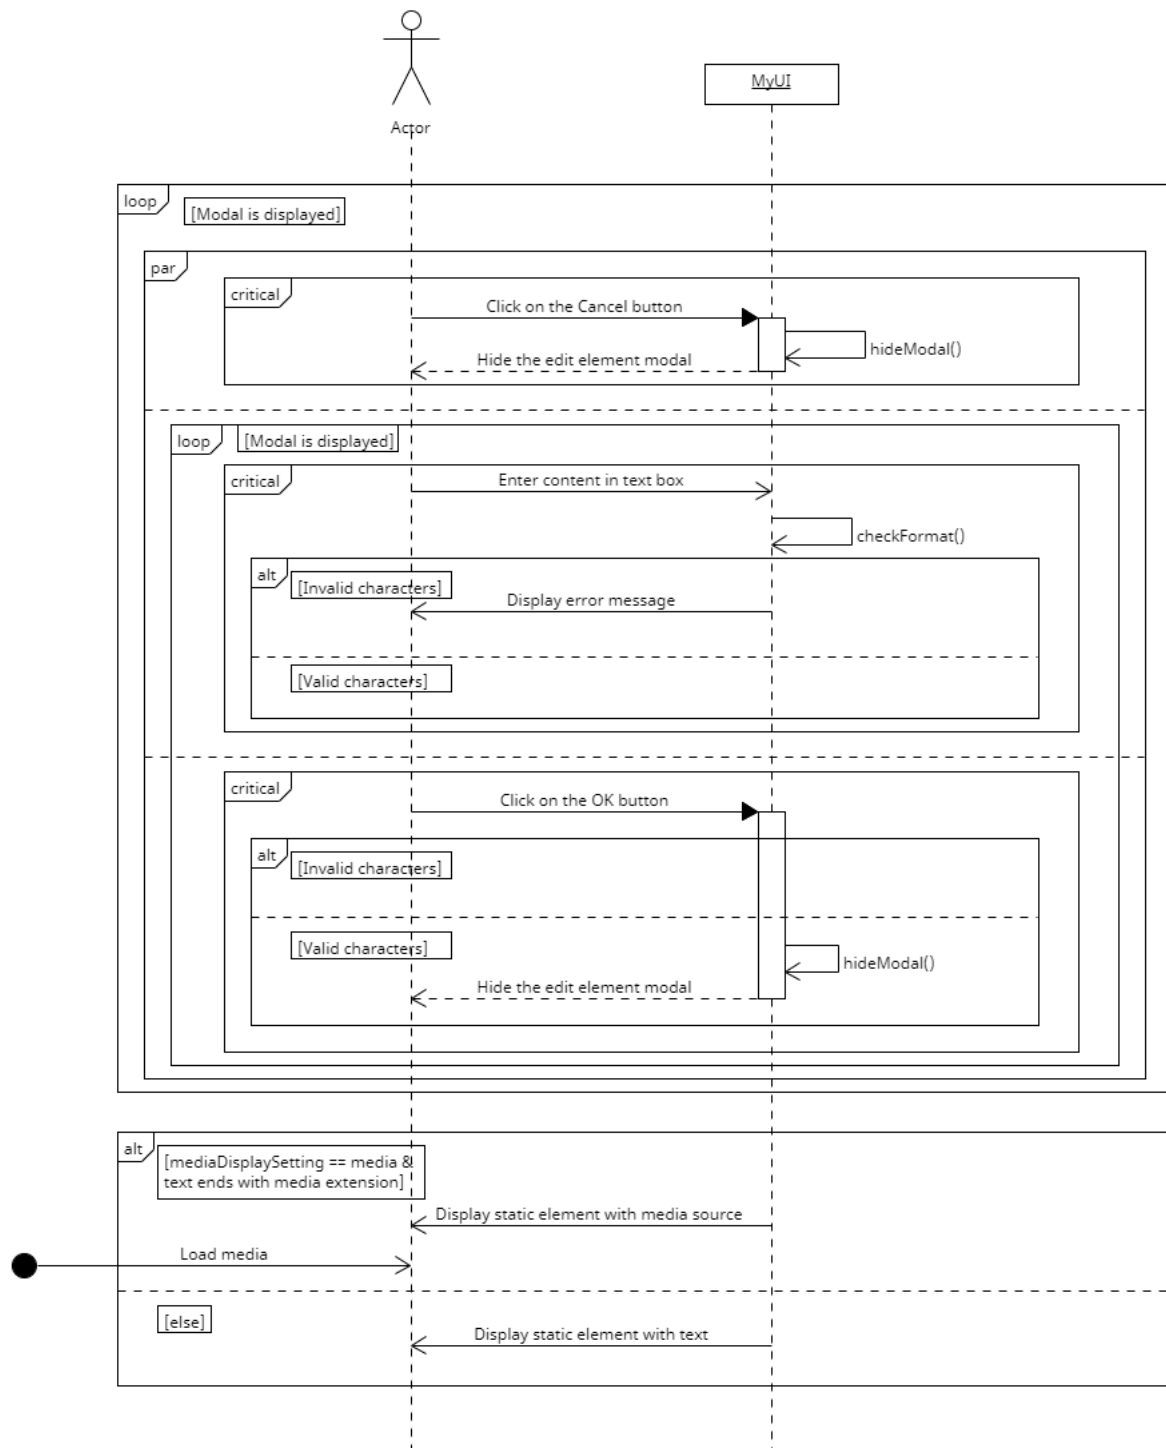 Actor
MyUI
loop
[Modal is displayed]
par
critical
Click on the Cancel button
hideModal()
Hide the edit element modal
loop
[Modal is displayed]
critical
Enter content in text box
checkFormat()
alt
[Invalid characters]
Display error message
[Valid characters]
critical
Click on the OK button
alt
[Invalid characters]
[Valid characters]
hideModal()
Hide the edit element modal
alt
[mediaDisplaySetting == media &
text ends with media extension]
Display static element with media source
Load media
[else]
Display static element with text